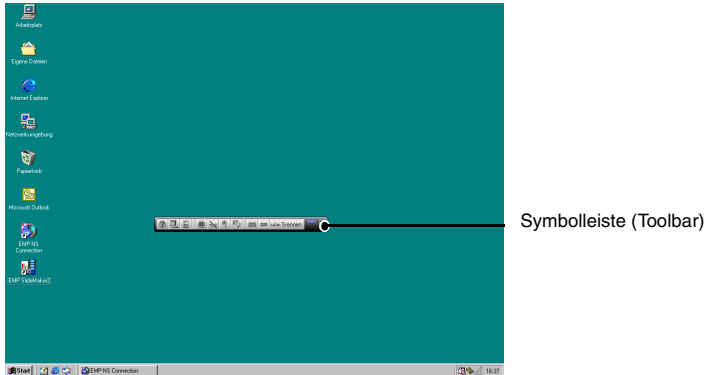 Arbeitsplatz
Eigene Dateien
Internet Explorer
Netzwerkumgebung
Papierkorb
Microsoft Outlook
Trennen
Symbolleiste (Toolbar)
EMP NS
Connection
EMP SlideMaker2
Start
EMP NS Connection
16:37